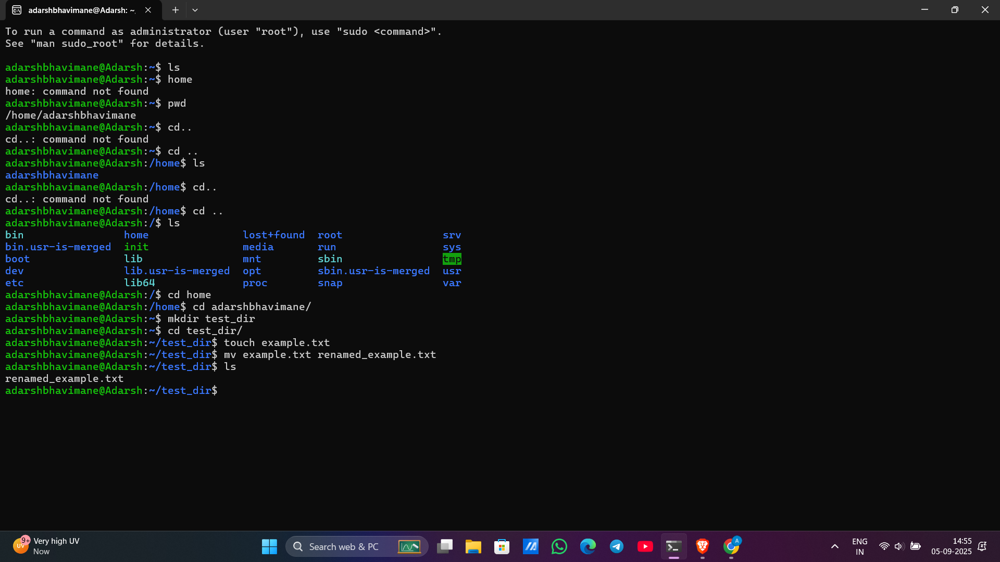 adarshbhavimane@Adarsh: ~
To run a command as administrator (user "root"), use "sudo <command>".
See "man sudo_root" for details.
adarshbhavimane@Adarsh:~$ ls
adarshbhavimane@Adarsh:~$ home
home: command not found
adarshbhavimane@Adarsh:~$ pwd
/home/adarshbhavimane
adarshbhavimane@Adarsh:~$ cd..
cd..: command not found
adarshbhavimane@Adarsh:~$ cd ..
adarshbhavimane@Adarsh:/home$ ls
adarshbhavimane
adarshbhavimane@Adarsh:/home$ cd..
cd..: command not found
adarshbhavimane@Adarsh:/home$ cd ..
adarshbhavimane@Adarsh:/$ ls
bin home lost+found root srv
bin.usr-is-merged init media run sys
boot lib mnt sbin tmp
dev lib.usr-is-merged opt sbin.usr-is-merged usr
etc lib64 proc snap var
adarshbhavimane@Adarsh:/$ cd home
adarshbhavimane@Adarsh:/home$ cd adarshbhavimane/
adarshbhavimane@Adarsh:~$ mkdir test_dir
adarshbhavimane@Adarsh:~$ cd test_dir/
adarshbhavimane@Adarsh:~/test_dir$ touch example.txt
adarshbhavimane@Adarsh:~/test_dir$ mv example.txt renamed_example.txt
adarshbhavimane@Adarsh:~/test_dir$ ls
renamed_example.txt
adarshbhavimane@Adarsh:~/test_dir$
9+ UV Very high UV
Now
Search web & PC
A
ENG
IN
14:55
05-09-2025